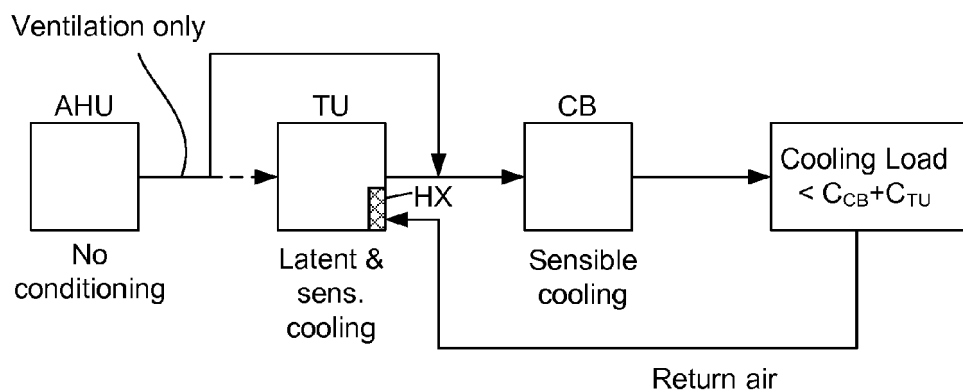 Ventilation only
AHU
TU
CB
Cooling Load
< C_CB+C_TU
HX
No
conditioning
Latent &
sens.
cooling
Sensible
cooling
Return air